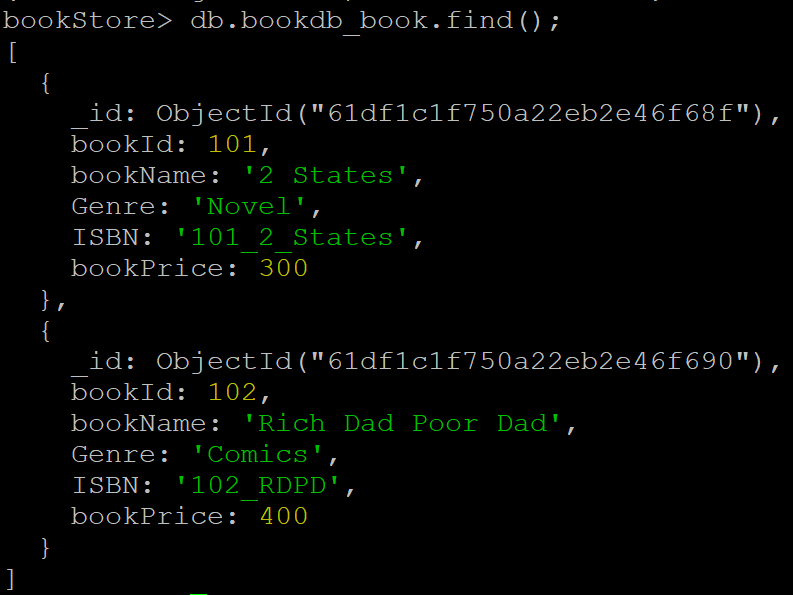 bookStore> db.bookdb_book.find();
[
  {
    _id: ObjectId("61df1c1f750a22eb2e46f68f"),
    bookId: 101,
    bookName: '2 States',
    Genre: 'Novel',
    ISBN: '101_2_States',
    bookPrice: 300
  },
  {
    _id: ObjectId("61df1c1f750a22eb2e46f690"),
    bookId: 102,
    bookName: 'Rich Dad Poor Dad',
    Genre: 'Comics',
    ISBN: '102_RDPD',
    bookPrice: 400
  }
]